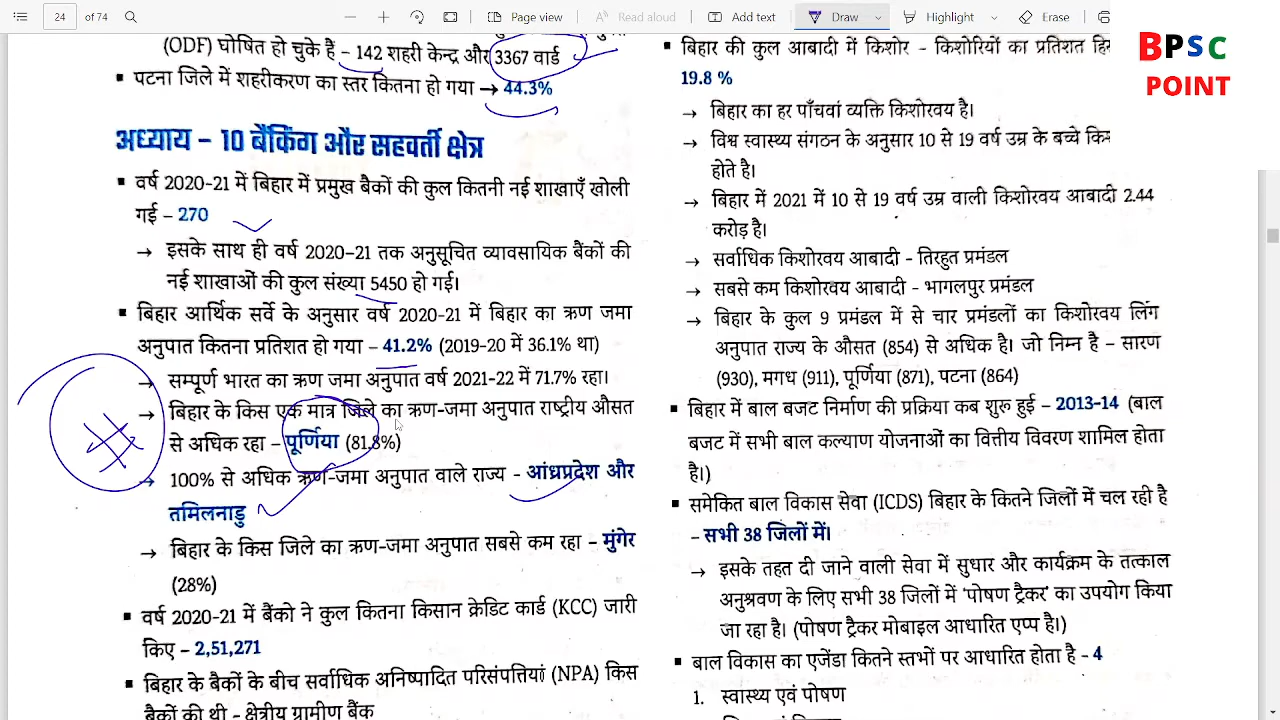 24 of 74
Page view
Read aloud
Add text
Draw
Highlight
Erase
BPSC
POINT
(ODF) घोषित हो चुके हैं – 142 शहरी केन्द्र और 3367 वार्ड
▪ पटना जिले में शहरीकरण का स्तर कितना हो गया → 44.3%
अध्याय – 10 बैंकिंग और सहवर्ती क्षेत्र
▪ वर्ष 2020-21 में बिहार में प्रमुख बैकों की कुल कितनी नई शाखाएँ खोली
गई – 270
→ इसके साथ ही वर्ष 2020-21 तक अनुसूचित व्यावसायिक बैंकों की
नई शाखाओं की कुल संख्या 5450 हो गई।
▪ बिहार आर्थिक सर्वे के अनुसार वर्ष 2020-21 में बिहार का ऋण जमा
अनुपात कितना प्रतिशत हो गया – 41.2% (2019-20 में 36.1% था)
→ सम्पूर्ण भारत का ऋण जमा अनुपात वर्ष 2021-22 में 71.7% रहा।
→ बिहार के किस एक मात्र जिले का ऋण-जमा अनुपात राष्ट्रीय औसत
से अधिक रहा – पूर्णिया (81.8%)
→ 100% से अधिक ऋण-जमा अनुपात वाले राज्य – आंध्रप्रदेश और
तमिलनाडु
→ बिहार के किस जिले का ऋण-जमा अनुपात सबसे कम रहा – मुंगेर
(28%)
▪ वर्ष 2020-21 में बैंको ने कुल कितना किसान क्रेडिट कार्ड (KCC) जारी
किए – 2,51,271
▪ बिहार के बैकों के बीच सर्वाधिक अनिष्पादित परिसंपत्तियां (NPA) किस
बैकों की थी – क्षेत्रीय ग्रामीण बैंक
▪ बिहार की कुल आबादी में किशोर - किशोरियों का प्रतिशत हि
19.8 %
→ बिहार का हर पाँचवां व्यक्ति किशोरवय है।
→ विश्व स्वास्थ्य संगठन के अनुसार 10 से 19 वर्ष उम्र के बच्चे कि
होते है।
→ बिहार में 2021 में 10 से 19 वर्ष उम्र वाली किशोरवय आबादी 2.44
करोड़ है।
→ सर्वाधिक किशोरवय आबादी - तिरहुत प्रमंडल
→ सबसे कम किशोरवय आबादी - भागलपुर प्रमंडल
→ बिहार के कुल 9 प्रमंडल में से चार प्रमंडलों का किशोरवय लिंग
अनुपात राज्य के औसत (854) से अधिक है। जो निम्न है – सारण
(930), मगध (911), पूर्णिया (871), पटना (864)
▪ बिहार में बाल बजट निर्माण की प्रक्रिया कब शुरू हुई – 2013-14 (बाल
बजट में सभी बाल कल्याण योजनाओं का वित्तीय विवरण शामिल होता
है।)
▪ समेकित बाल विकास सेवा (ICDS) बिहार के कितने जिलों में चल रही है
– सभी 38 जिलों में।
→ इसके तहत दी जाने वाली सेवा में सुधार और कार्यक्रम के तत्काल
अनुश्रवण के लिए सभी 38 जिलों में 'पोषण ट्रैकर' का उपयोग किया
जा रहा है। (पोषण ट्रैकर मोबाइल आधारित एप्प है।)
▪ बाल विकास का एजेंडा कितने स्तभों पर आधारित होता है – 4
1. स्वास्थ्य एवं पोषण